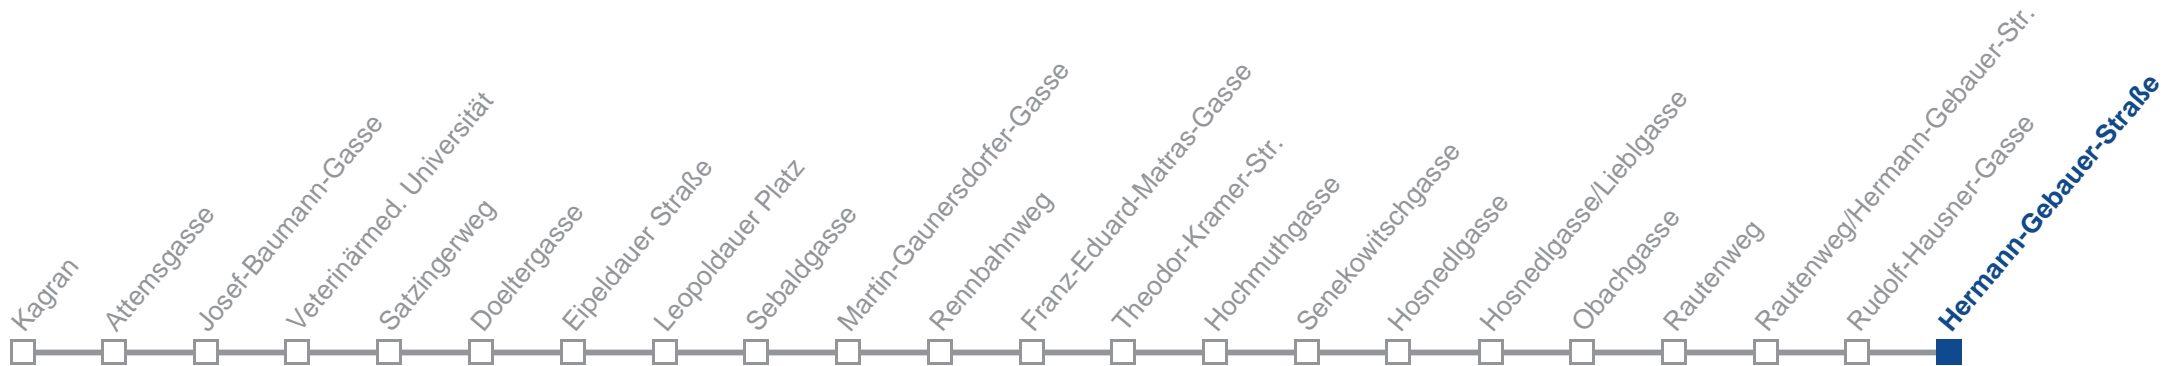 Kagran
Attemsgasse
Josef-Baumann-Gasse
Veterinärmed. Universität
Satzingerweg
Doeltergasse
Eipeldauer Straße
Leopoldauer Platz
Sebaldgasse
Martin-Gaunersdorfer-Gasse
Rennbahnweg
Franz-Eduard-Matras-Gasse
Theodor-Kramer-Str.
Hochmuthgasse
Senekowitschgasse
Hosnedlgasse
Hosnedlgasse/Lieblgasse
Obachgasse
Rautenweg
Rautenweg/Hermann-Gebauer-Str.
Rudolf-Hausner-Gasse
Hermann-Gebauer-Straße